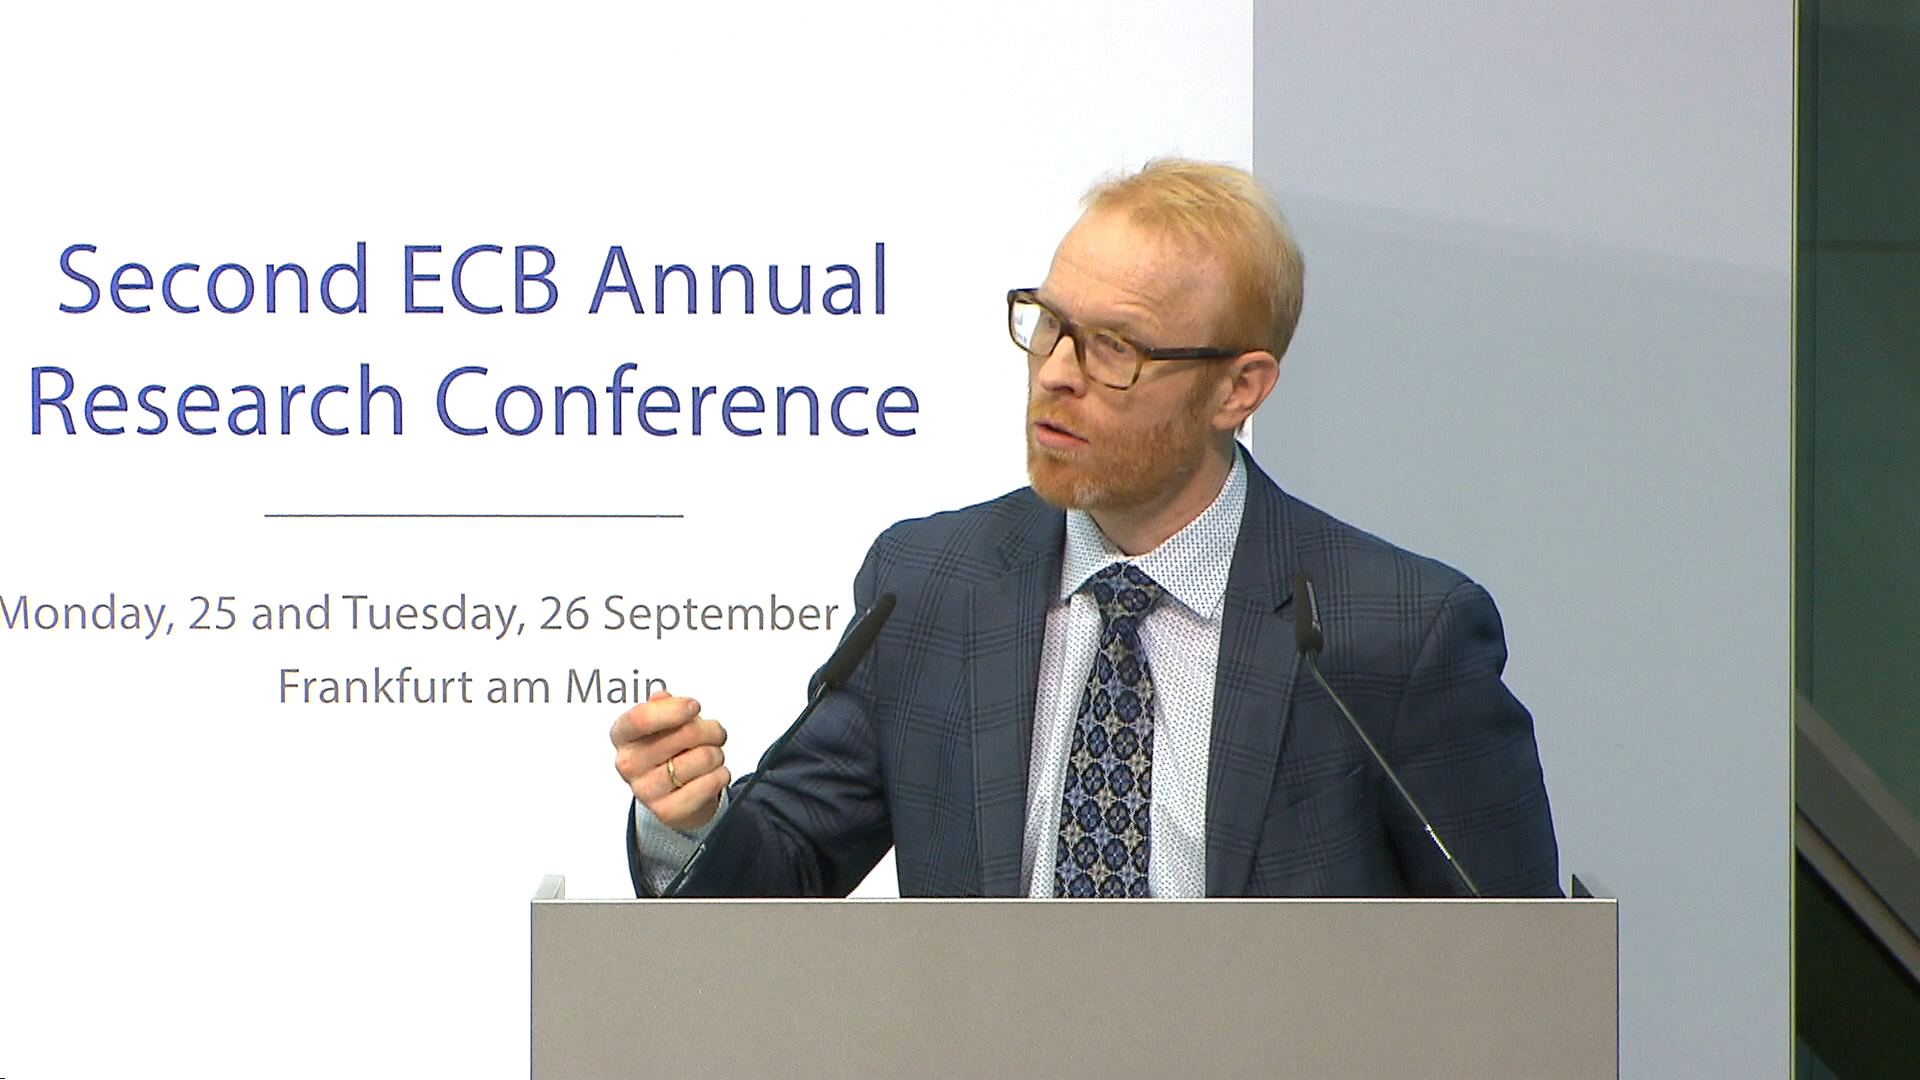 Second ECB Annual
Research Conference
Monday, 25 and Tuesday, 26 September
Frankfurt am Main